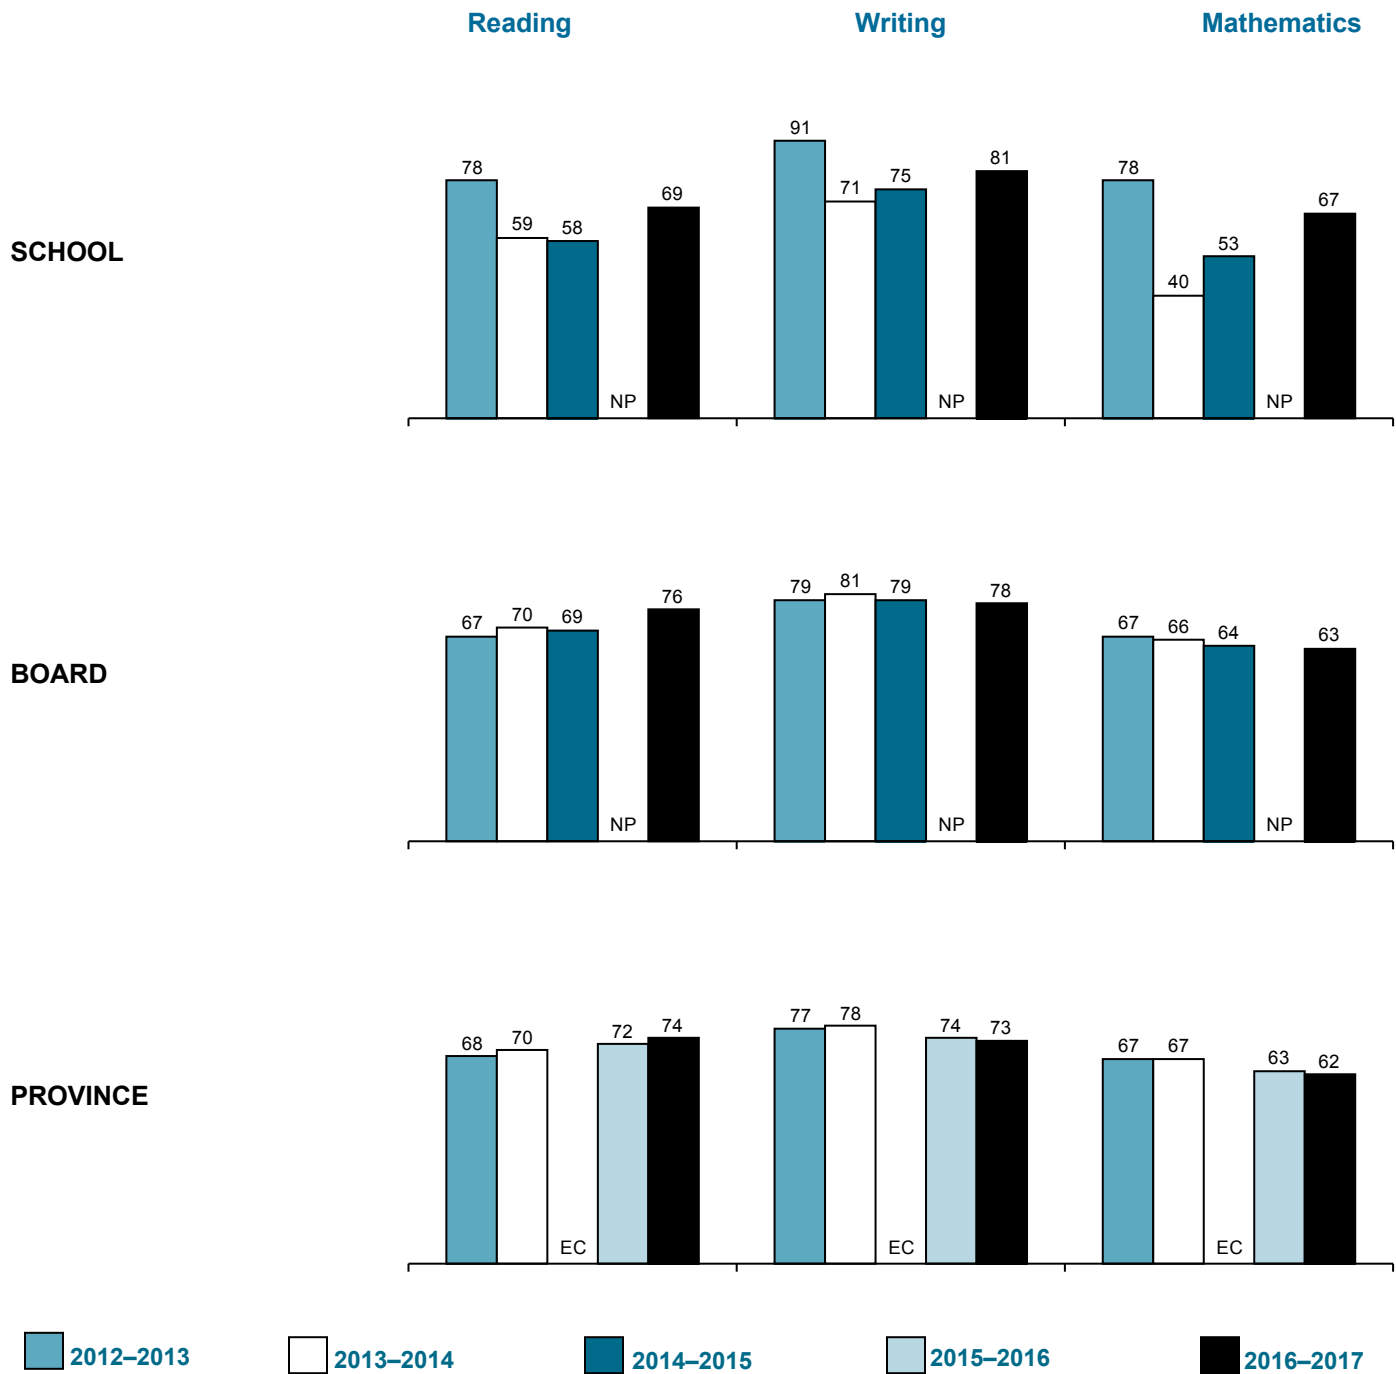 Reading Writing Mathematics
SCHOOL
78 59 58 NP 69 91 71 75 NP 81 78 40 53 NP 67
BOARD
67 70 69 NP 76 79 81 79 NP 78 67 66 64 NP 63
PROVINCE
68 70 EC 72 74 77 78 EC 74 73 67 67 EC 63 62
2012–2013 2013–2014 2014–2015 2015–2016 2016–2017